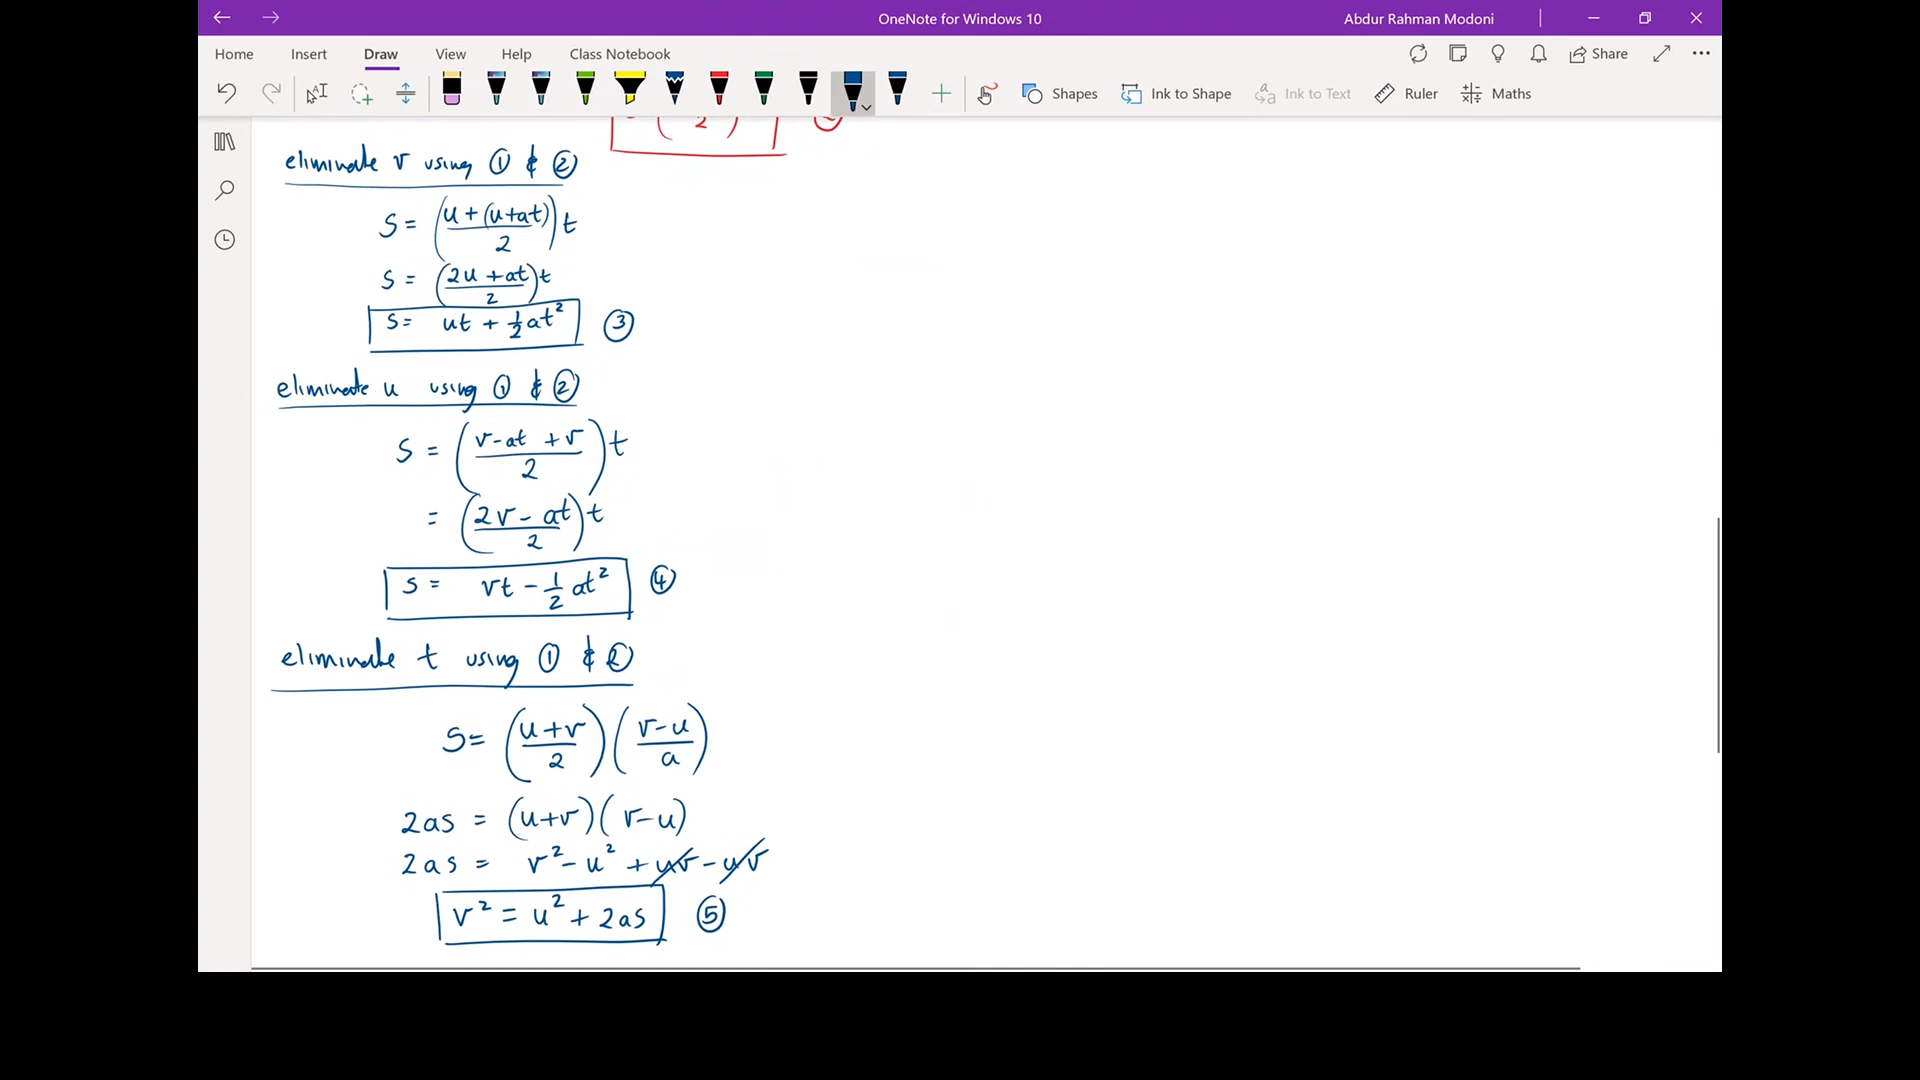 OneNote for Windows 10
Abdur Rahman Modoni
Home Insert Draw View Help Class Notebook Share
Shapes Ink to Shape Ink to Text Ruler Maths
2
eliminate v using ① & ②
S = (u + (u+at) / 2) t
S = (2u + at / 2) t
S = ut + ½at² ③
eliminate u using ① & ②
S = (v-at + v / 2) t
= (2v - at / 2) t
S = vt - ½at² ④
eliminate t using ① & ②
S = (u+v / 2) (v-u / a)
2as = (u+v)(v-u)
2as = v² - u² + uv - uv
v² = u² + 2as ⑤